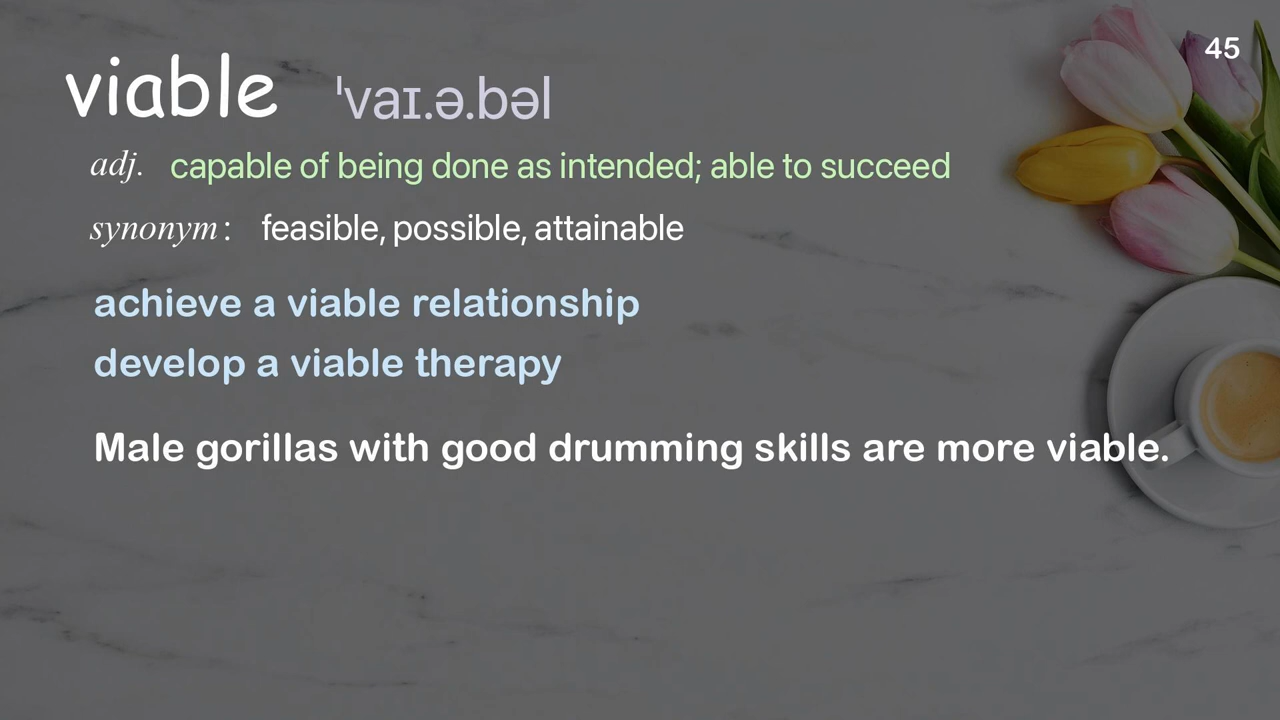 45
viable ˈvaɪ.ə.bəl
adj. capable of being done as intended; able to succeed
synonym: feasible, possible, attainable
achieve a viable relationship
develop a viable therapy
Male gorillas with good drumming skills are more viable.